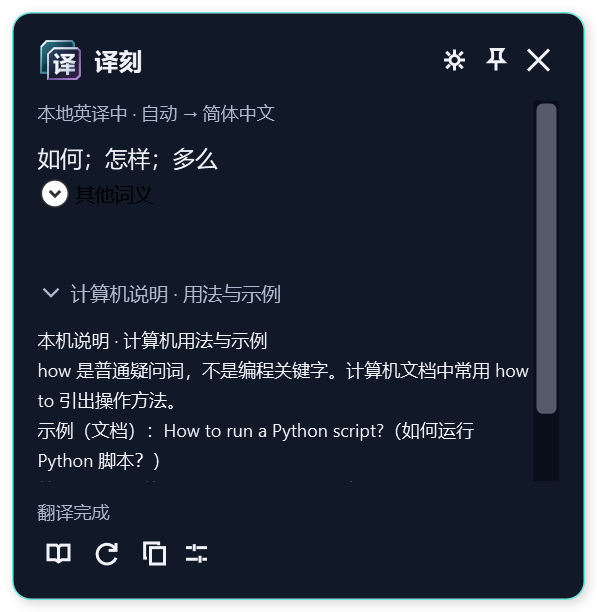 译 译刻
本地英译中 · 自动 → 简体中文
如何；怎样；多么
其他词义
计算机说明 · 用法与示例
本机说明 · 计算机用法与示例
how 是普通疑问词，不是编程关键字。计算机文档中常用 how
to 引出操作方法。
示例（文档）：How to run a Python script?（如何运行
Python 脚本？）
翻译完成